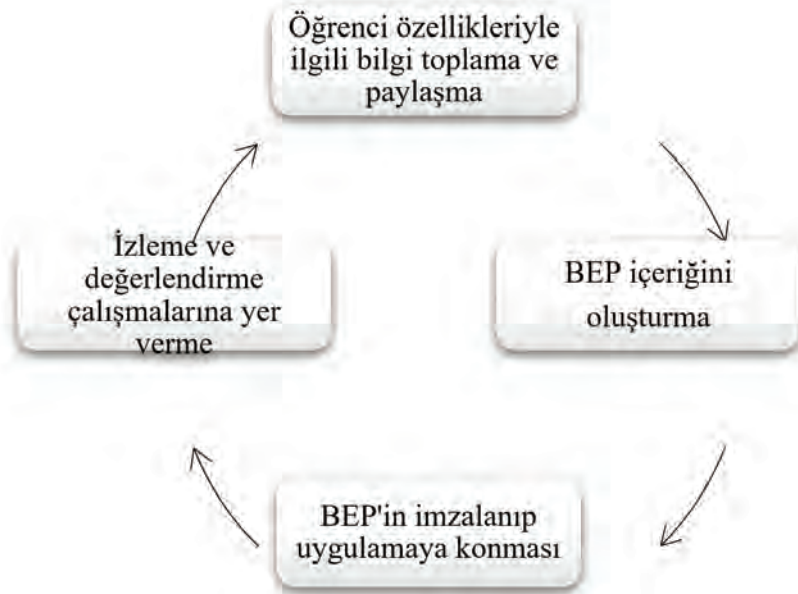 Öğrenci özellikleriyle
ilgili bilgi toplama ve
paylaşma
BEP içeriğini
oluşturma
BEP'in imzalanıp
uygulamaya konması
İzleme ve
değerlendirme
çalışmalarına yer
verme